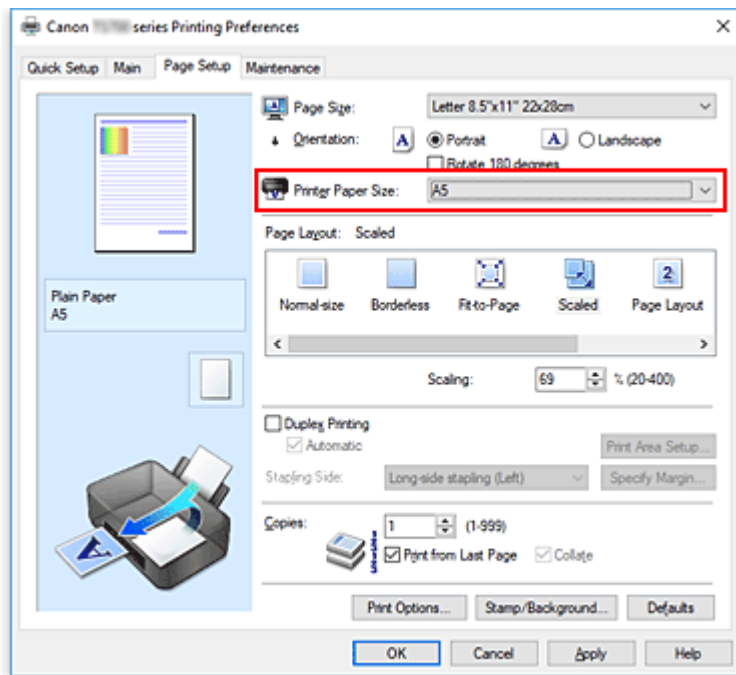 Canon series Printing Preferences
Quick Setup Main Page Setup Maintenance
Page Size: Letter 8.5"x11" 22x28cm
Orientation: A Portrait A Landscape
Rotate 180 degrees
Printer Paper Size: A5
Page Layout: Scaled
Normal-size Borderless Fit-to-Page Scaled Page Layout
Plain Paper
A5
Scaling: 69 % (20-400)
Duplex Printing
Automatic Print Area Setup...
Stapling Side: Long-side stapling (Left) Specify Margin...
Copies: 1 (1-999)
Print from Last Page Collate
Print Options... Stamp/Background... Defaults
OK Cancel Apply Help